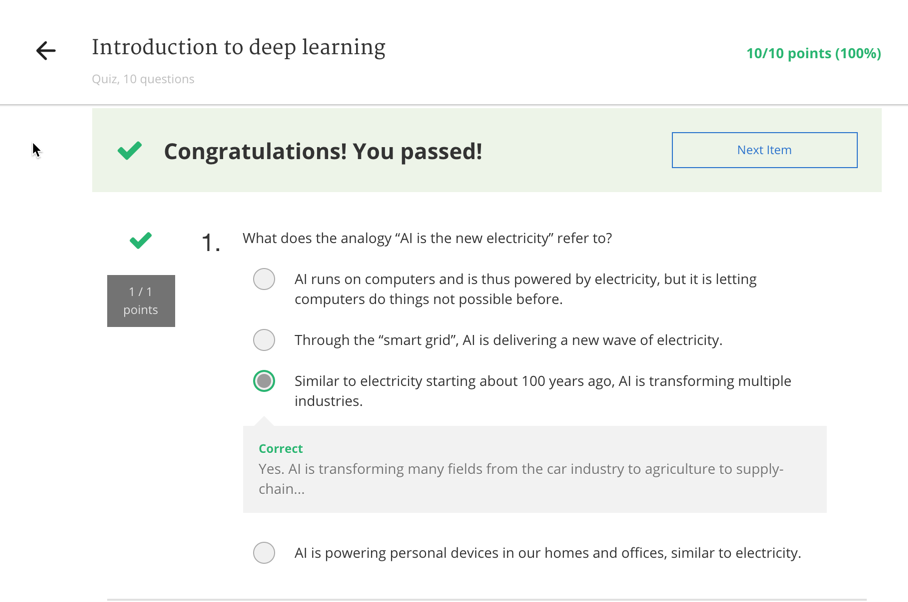 Introduction to deep learning
10/10 points (100%)
Quiz, 10 questions
Congratulations! You passed!
Next Item
1.
What does the analogy “AI is the new electricity” refer to?
1 / 1
points
AI runs on computers and is thus powered by electricity, but it is letting
computers do things not possible before.
Through the “smart grid”, AI is delivering a new wave of electricity.
Similar to electricity starting about 100 years ago, AI is transforming multiple
industries.
Correct
Yes. AI is transforming many fields from the car industry to agriculture to supply-
chain...
AI is powering personal devices in our homes and offices, similar to electricity.